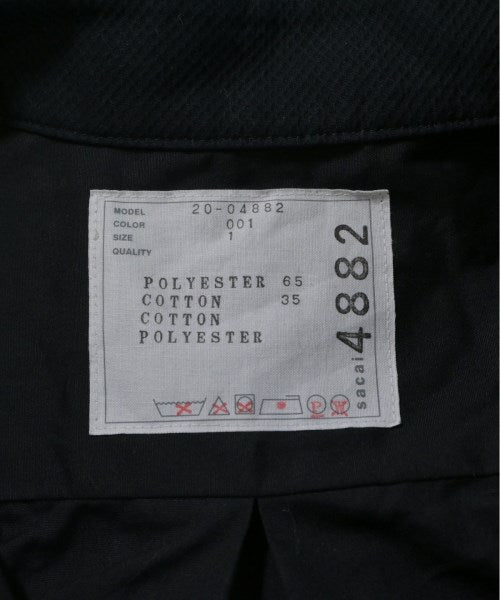 MODEL 20-04882
COLOR 001
SIZE 1
QUALITY
POLYESTER 65
COTTON 35
COTTON
POLYESTER
sacai 4882